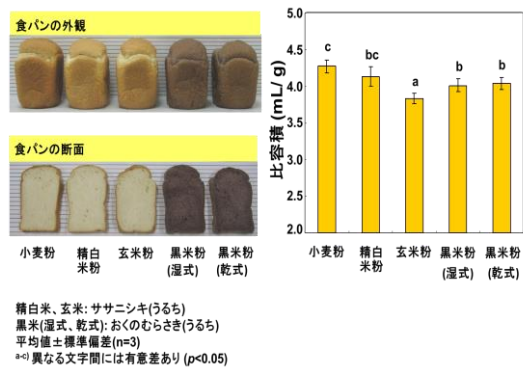 食パンの外観
食パンの断面
小麦粉
精白
米粉
玄米粉
黒米粉
(湿式)
黒米粉
(乾式)
精白米、玄米: ササニシキ(うるち)
黒米(湿式、乾式): おくのむらさき(うるち)
平均値±標準偏差(n=3)
a-c) 異なる文字間には有意差あり (p<0.05)
比容積 (mL/ g)
5.0
4.5
4.0
3.5
3.0
2.5
2.0
c
bc
a
b
b
小麦粉
精白
米粉
玄米粉
黒米粉
(湿式)
黒米粉
(乾式)